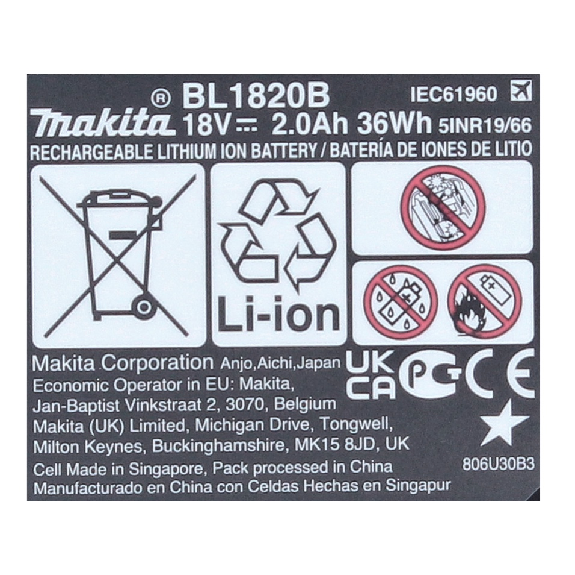 ® BL1820B IEC61960
makita 18V⎓ 2.0Ah 36Wh 5INR19/66
RECHARGEABLE LITHIUM ION BATTERY / BATERÍA DE IONES DE LITIO
Li-ion
Makita Corporation Anjo,Aichi,Japan
Economic Operator in EU: Makita,
Jan-Baptist Vinkstraat 2, 3070, Belgium
Makita (UK) Limited, Michigan Drive, Tongwell,
Milton Keynes, Buckinghamshire, MK15 8JD, UK
Cell Made in Singapore, Pack processed in China
Manufacturado en China con Celdas Hechas en Singapur
UK
CA
PCT
CE
806U30B3